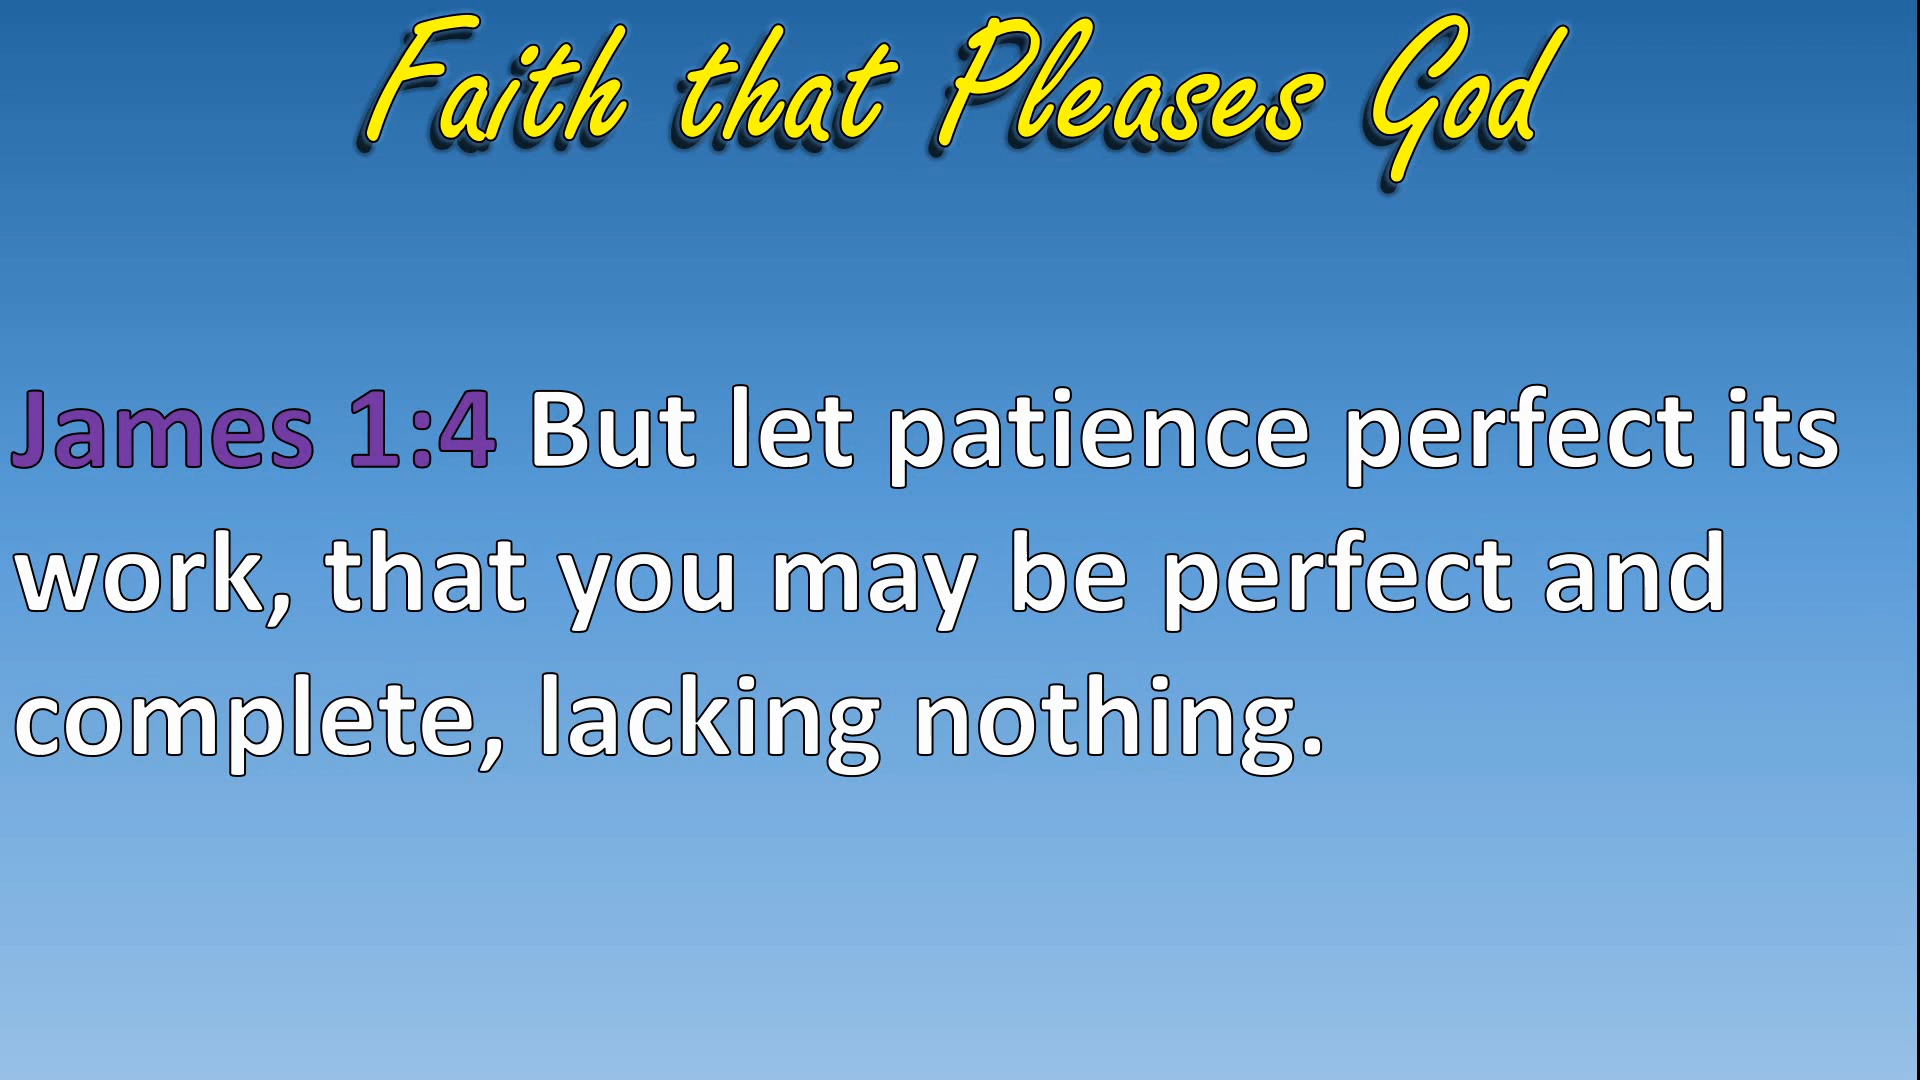 Faith that Pleases God
James 1:4 But let patience perfect its
work, that you may be perfect and
complete, lacking nothing.